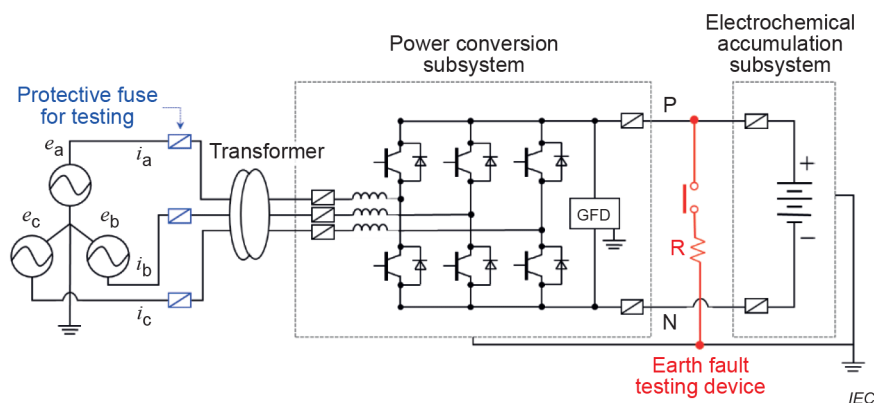 Power conversion
subsystem
Electrochemical
accumulation
subsystem
Protective fuse
for testing
Transformer
P
e_a
i_a
+
e_c
e_b
GFD
R
−
i_b
i_c
N
Earth fault
testing device
IEC